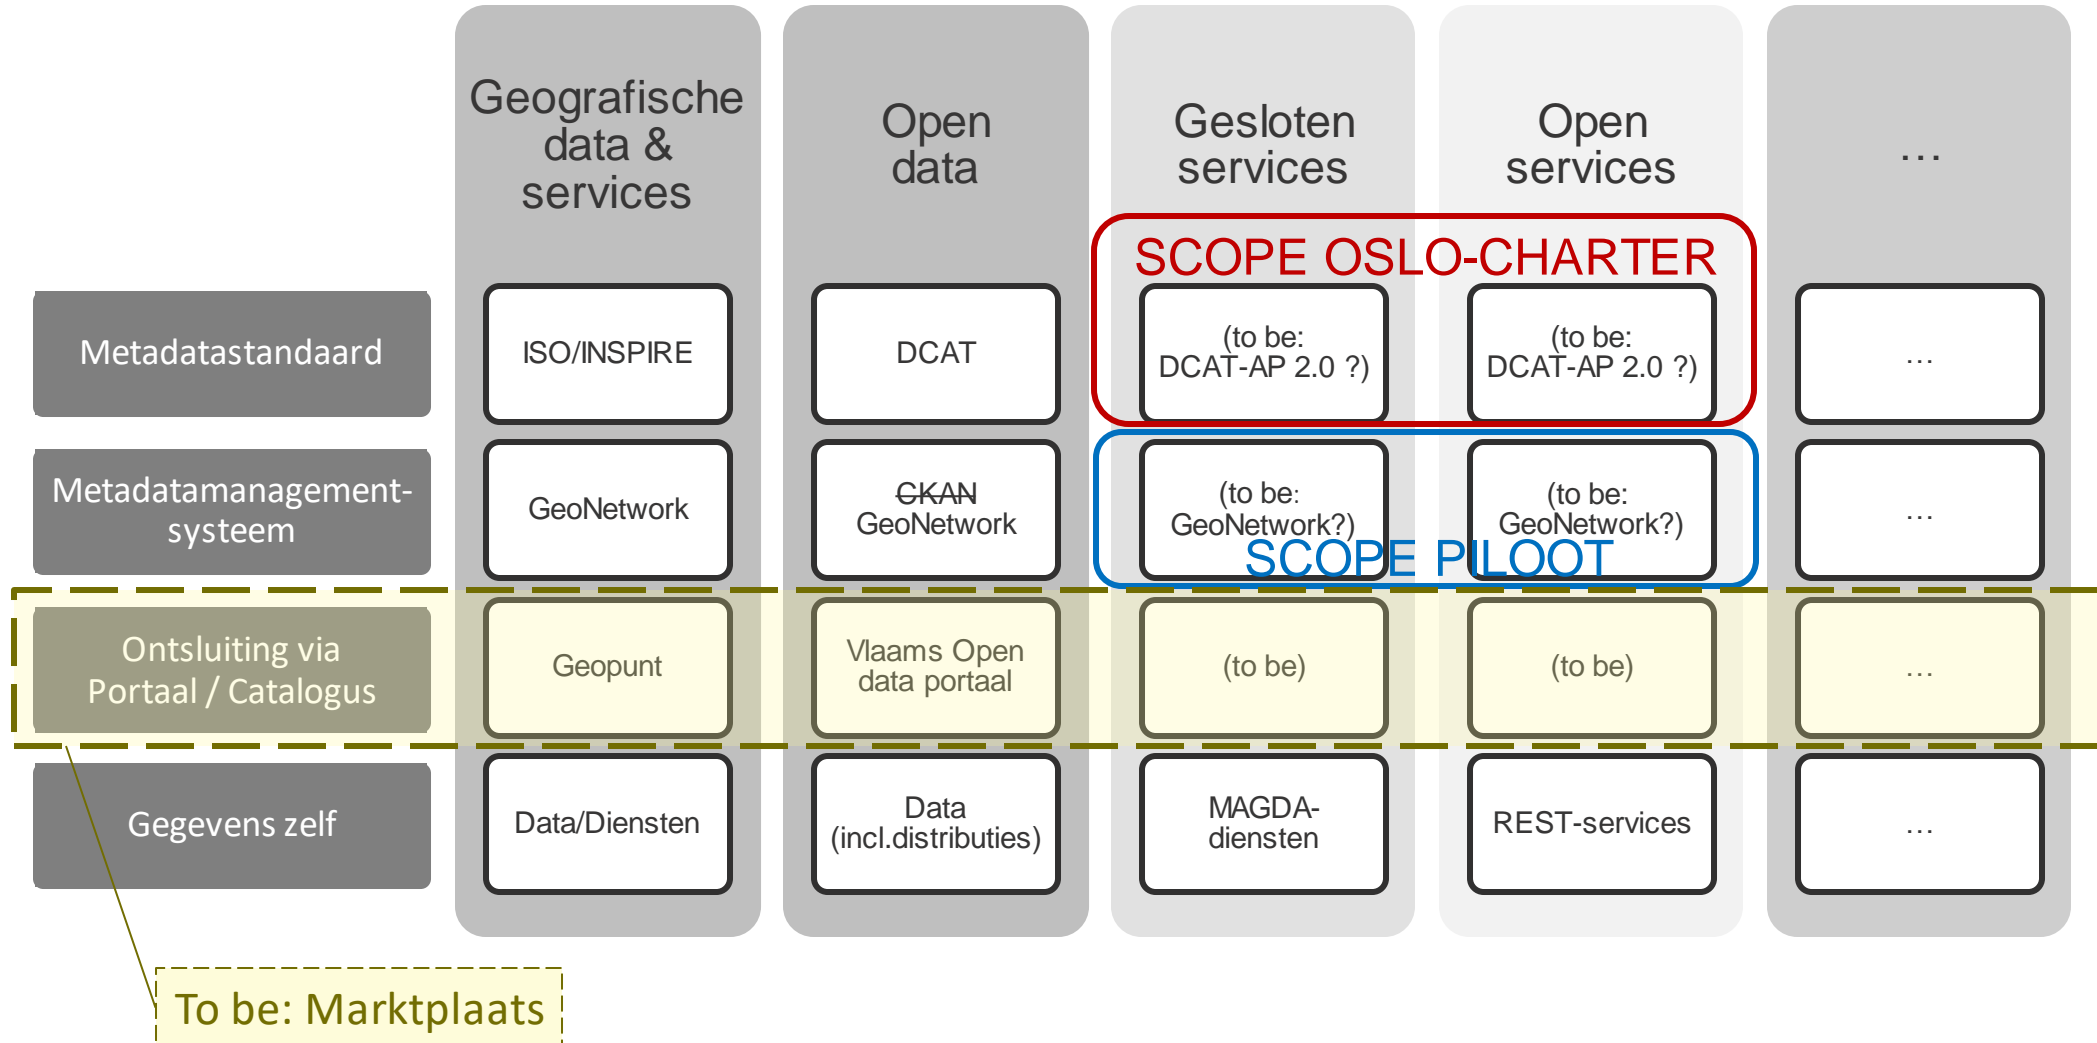 Geografische
data &
services
Open
data
Gesloten
services
Open
services
...
SCOPE OSLO-CHARTER
Metadatastandaard
ISO/INSPIRE
DCAT
(to be:
DCAT-AP 2.0 ?)
(to be:
DCAT-AP 2.0 ?)
...
Metadatamanagement-
systeem
GeoNetwork
CKAN
GeoNetwork
(to be:
GeoNetwork?)
(to be:
GeoNetwork?)
...
SCOPE PILOOT
Ontsluiting via
Portaal / Catalogus
Geopunt
Vlaams Open
data portaal
(to be)
(to be)
...
Gegevens zelf
Data/Diensten
Data
(incl.distributies)
MAGDA-
diensten
REST-services
...
To be: Marktplaats